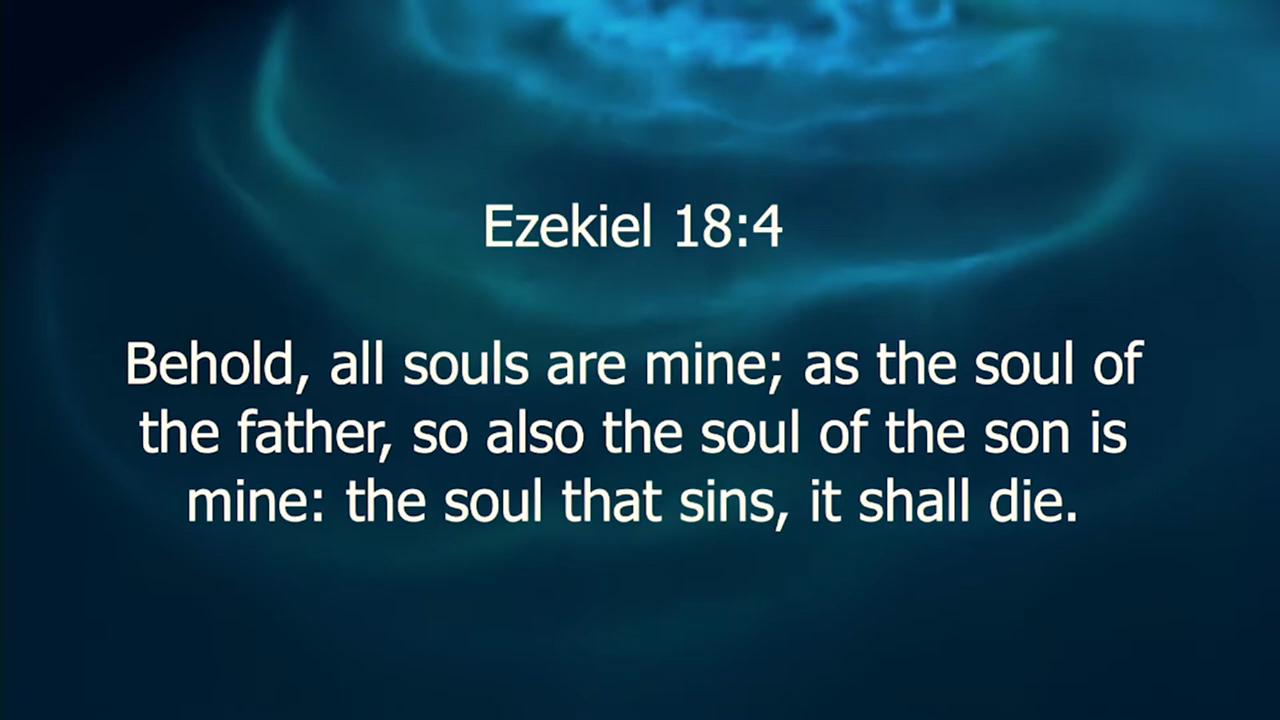 Ezekiel 18:4
Behold, all souls are mine; as the soul of
the father, so also the soul of the son is
mine: the soul that sins, it shall die.